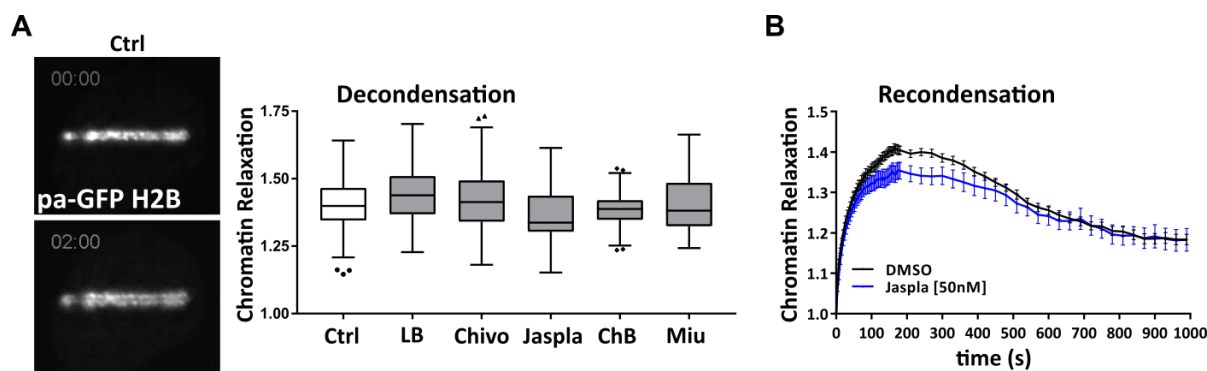 A
Ctrl
00:00
pa-GFP H2B
02:00
Decondensation
Chromatin Relaxation
1.75
1.50
1.25
1.00
Ctrl LB Chivo Jaspla ChB Miu
B
Recondensation
Chromatin Relaxation
1.5
1.4
1.3
1.2
1.1
1.0
DMSO
Jaspla [50nM]
0 100 200 300 400 500 600 700 800 900 1000
time (s)